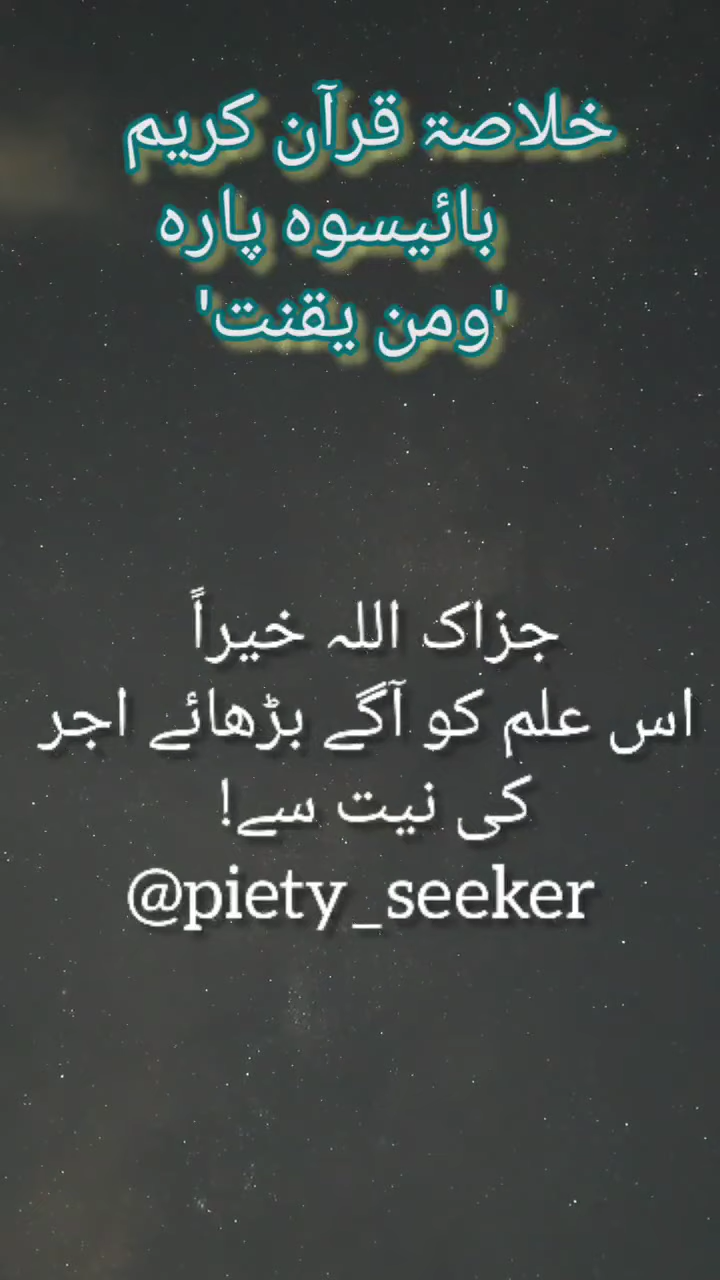 خلاصۃ قرآن کریم
بائیسوہ پارہ
'ومن یقنت'
جزاک اللہ خیراً
اس علم کو آگے بڑھائے اجر
کی نیت سے!
@piety_seeker